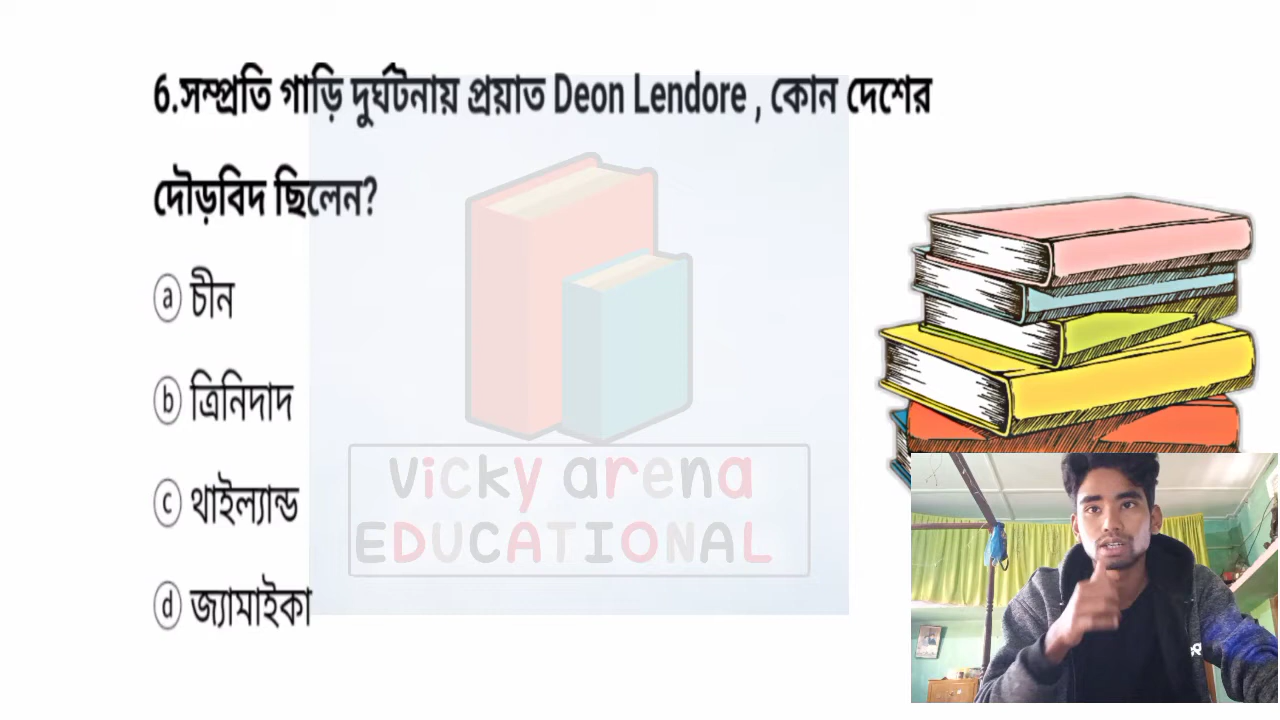 6.সম্প্রতি গাড়ি দুর্ঘটনায় প্রয়াত Deon Lendore , কোন দেশের
দৌড়বিদ ছিলেন?
ⓐ চীন
ⓑ ত্রিনিদাদ
ⓒ থাইল্যান্ড
ⓓ জ্যামাইকা
vicky arena
EDUCATIONAL